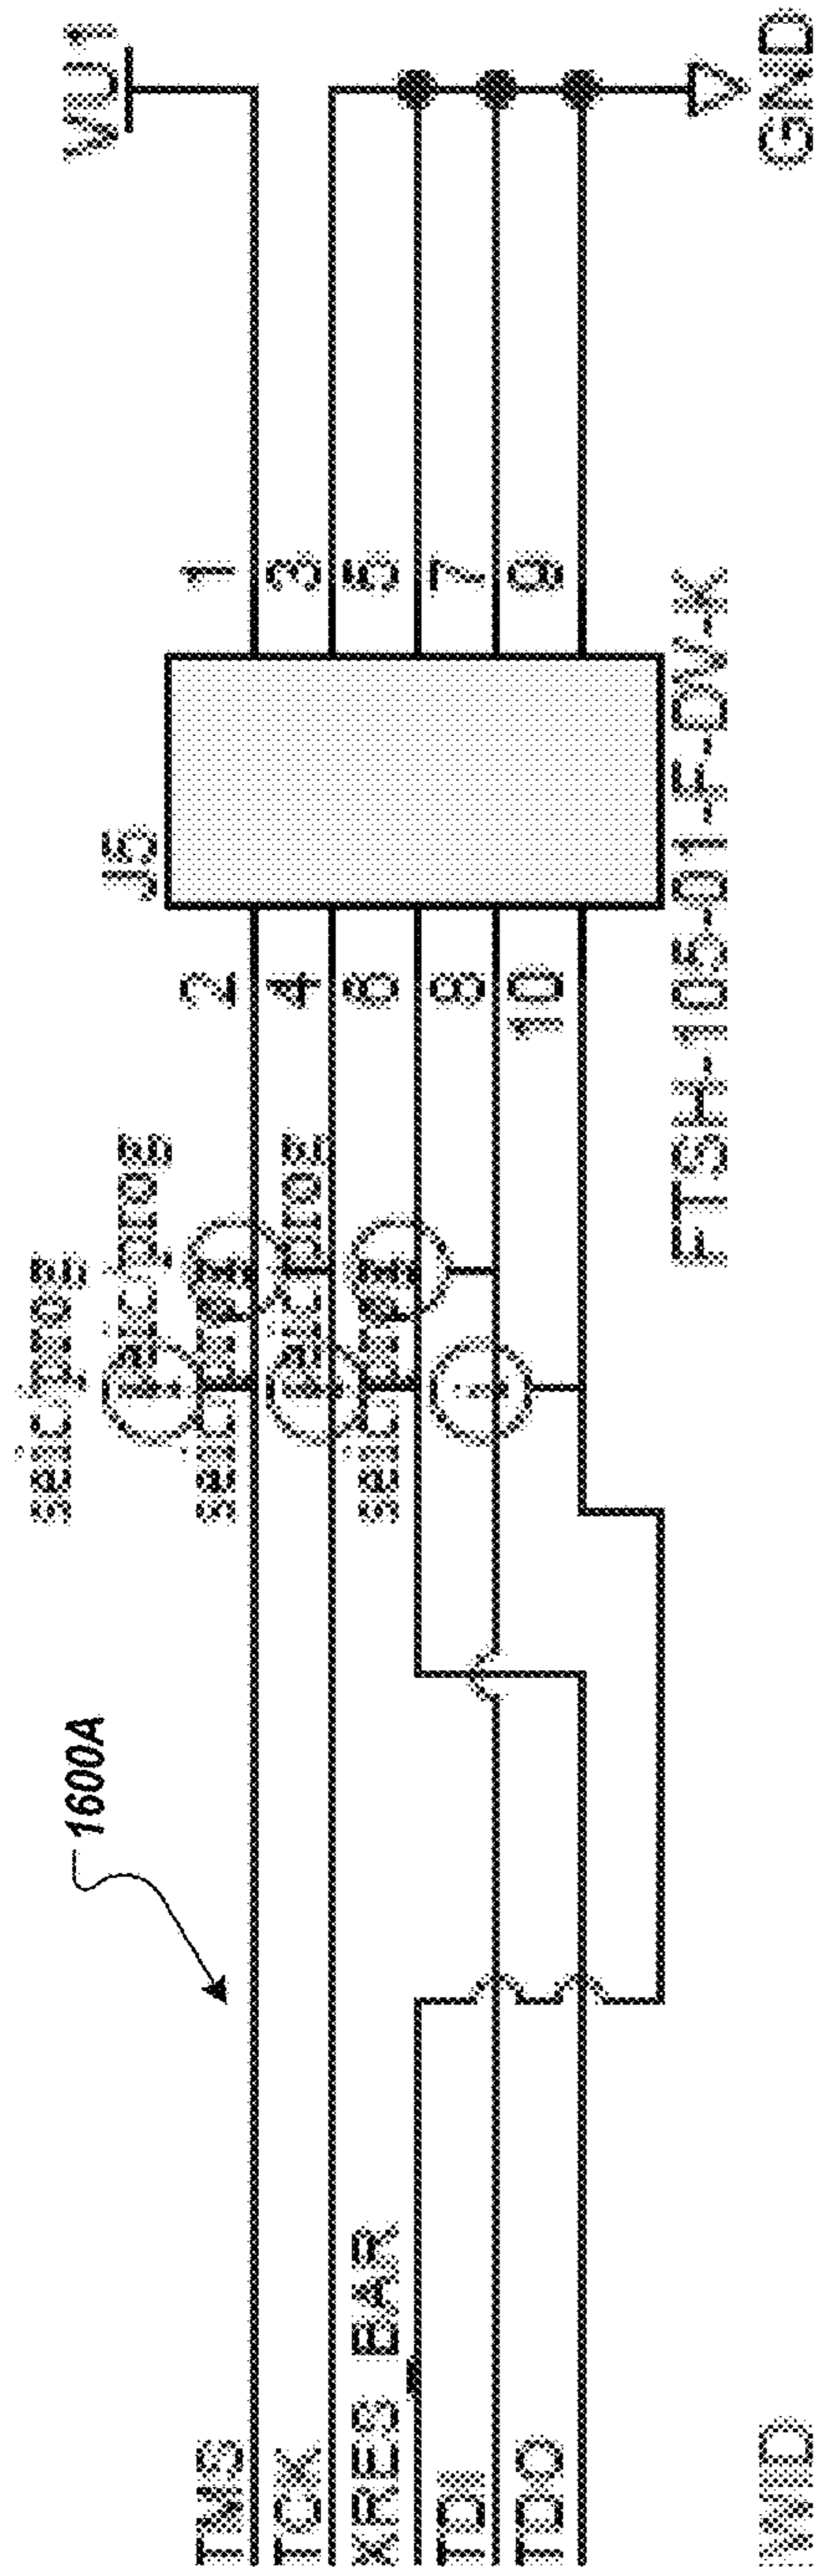 1600A
VU1
J5
2
1
4
3
6
5
8
7
10
9
TMS
TCK
XRES_EAR
TDI
TDO
GND
FTSH-105-01-F-DV-K